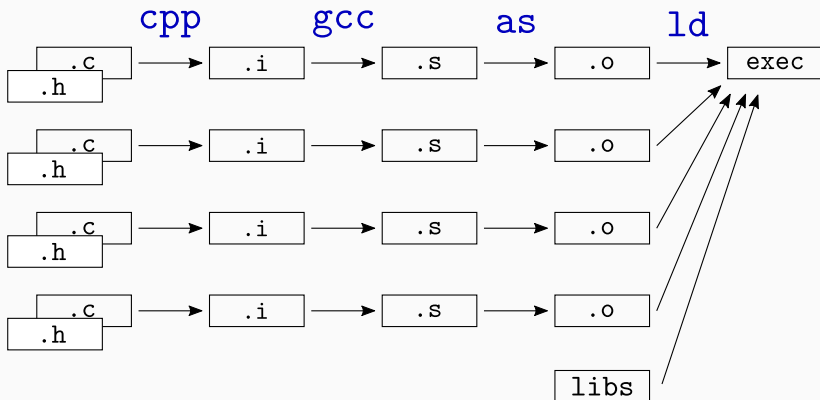 cpp gcc as ld
.c .i .s .o exec
.h
.c .i .s .o
.h
.c .i .s .o
.h
.c .i .s .o
.h
libs